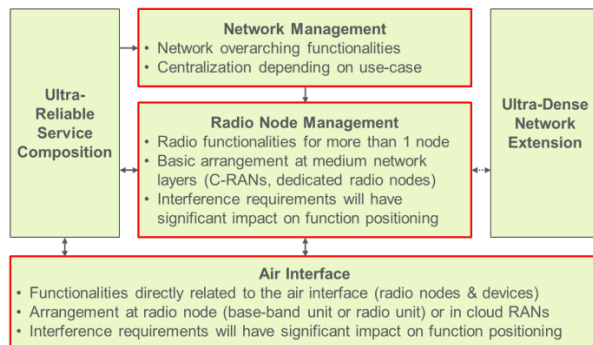 Network Management
• Network overarching functionalities
• Centralization depending on use-case
Ultra-
Reliable
Service
Composition
Radio Node Management
• Radio functionalities for more than 1 node
• Basic arrangement at medium network
layers (C-RANs, dedicated radio nodes)
• Interference requirements will have
significant impact on function positioning
Ultra-Dense
Network
Extension
Air Interface
• Functionalities directly related to the air interface (radio nodes & devices)
• Arrangement at radio node (base-band unit or radio unit) or in cloud RANs
• Interference requirements will have significant impact on function positioning